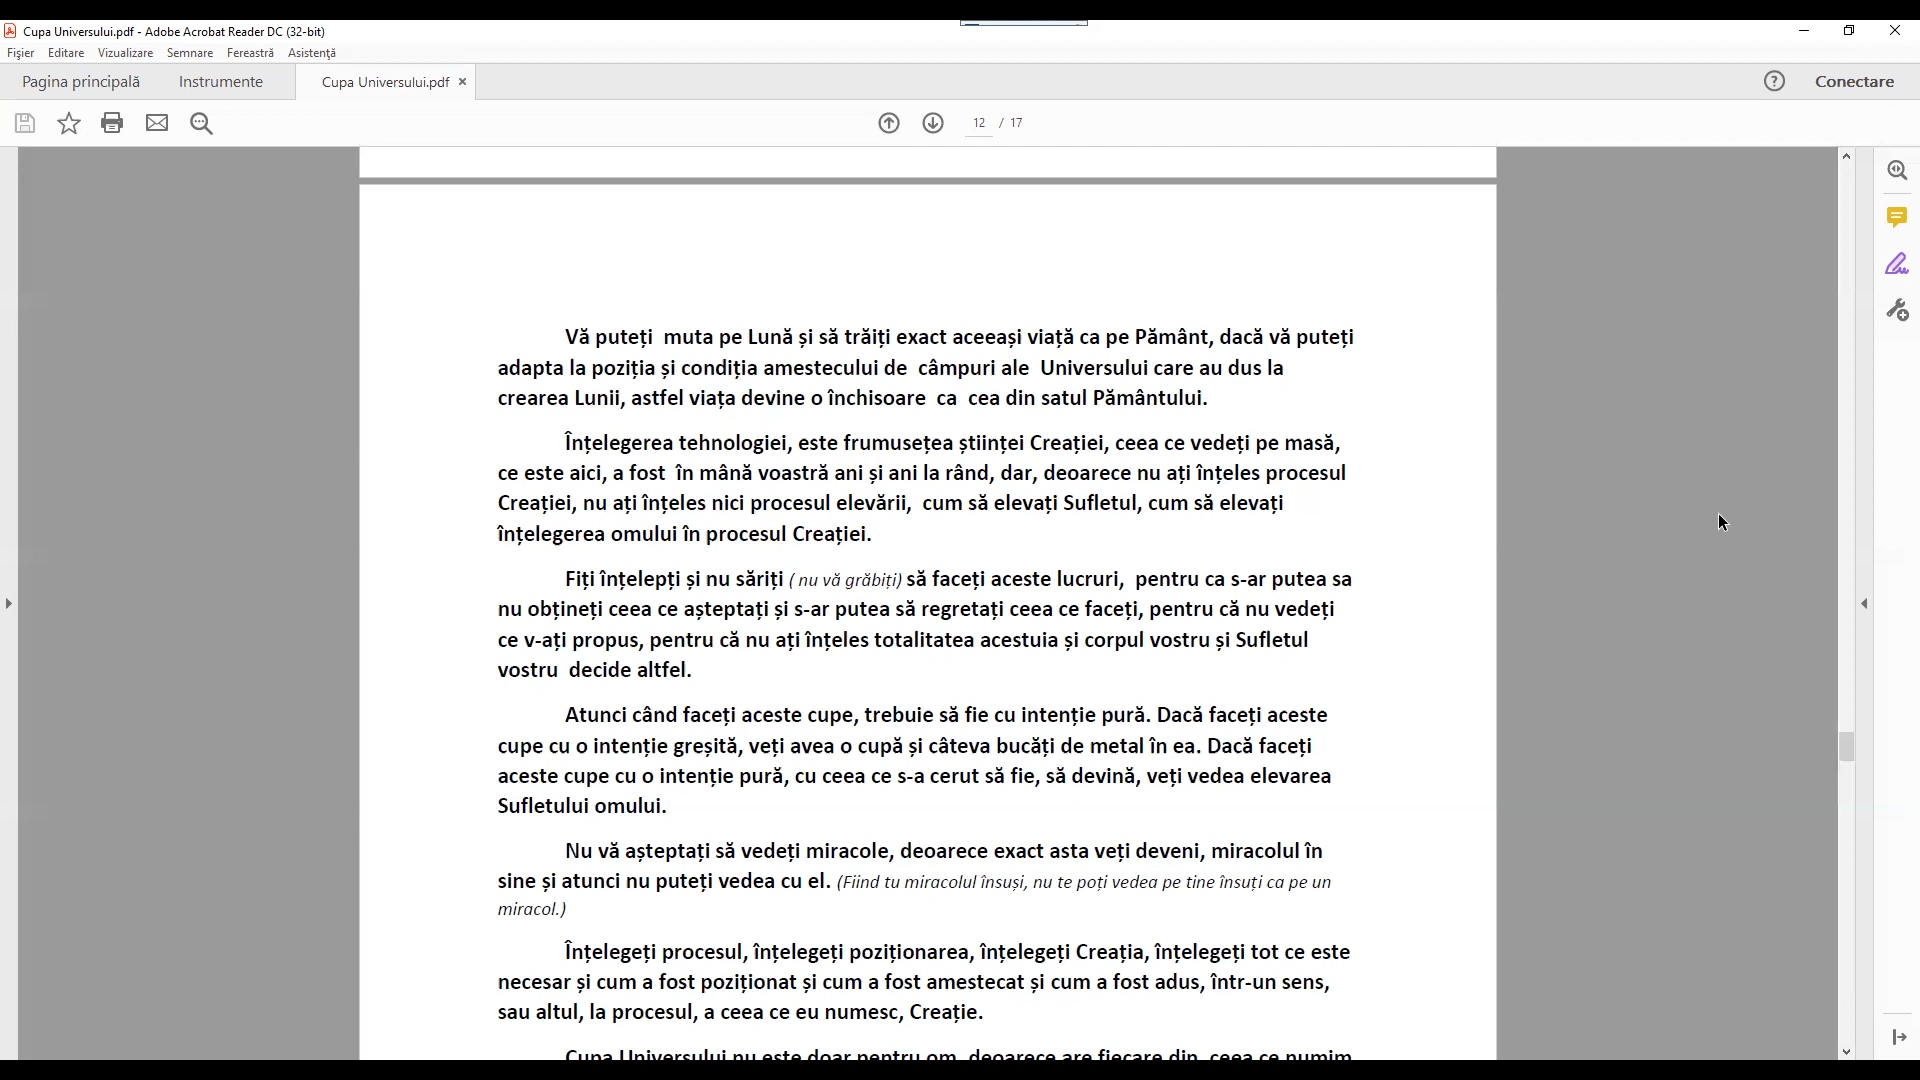 Cupa Universului.pdf - Adobe Acrobat Reader DC (32-bit)
Fișier Editare Vizualizare Semnare Fereastră Asistență
Pagina principală Instrumente Cupa Universului.pdf × ? Conectare
12 / 17
Vă puteți muta pe Lună și să trăiți exact aceeași viață ca pe Pământ, dacă vă puteți
adapta la poziția și condiția amestecului de câmpuri ale Universului care au dus la
crearea Lunii, astfel viața devine o închisoare ca cea din satul Pământului.
Înțelegerea tehnologiei, este frumusețea științei Creației, ceea ce vedeți pe masă,
ce este aici, a fost în mână voastră ani și ani la rând, dar, deoarece nu ați înțeles procesul
Creației, nu ați înțeles nici procesul elevării, cum să elevați Sufletul, cum să elevați
înțelegerea omului în procesul Creației.
Fiți înțelepți și nu săriți ( nu vă grăbiți) să faceți aceste lucruri, pentru ca s-ar putea sa
nu obțineți ceea ce așteptați și s-ar putea să regretați ceea ce faceți, pentru că nu vedeți
ce v-ați propus, pentru că nu ați înțeles totalitatea acestuia și corpul vostru și Sufletul
vostru decide altfel.
Atunci când faceți aceste cupe, trebuie să fie cu intenție pură. Dacă faceți aceste
cupe cu o intenție greșită, veți avea o cupă și câteva bucăți de metal în ea. Dacă faceți
aceste cupe cu o intenție pură, cu ceea ce s-a cerut să fie, să devină, veți vedea elevarea
Sufletului omului.
Nu vă așteptați să vedeți miracole, deoarece exact asta veți deveni, miracolul în
sine și atunci nu puteți vedea cu el. (Fiind tu miracolul însuși, nu te poți vedea pe tine însuți ca pe un
miracol.)
Înțelegeți procesul, înțelegeți poziționarea, înțelegeți Creația, înțelegeți tot ce este
necesar și cum a fost poziționat și cum a fost amestecat și cum a fost adus, într-un sens,
sau altul, la procesul, a ceea ce eu numesc, Creație.
Cupa Universului nu este doar pentru om, deoarece are fiecare din ceea ce numim